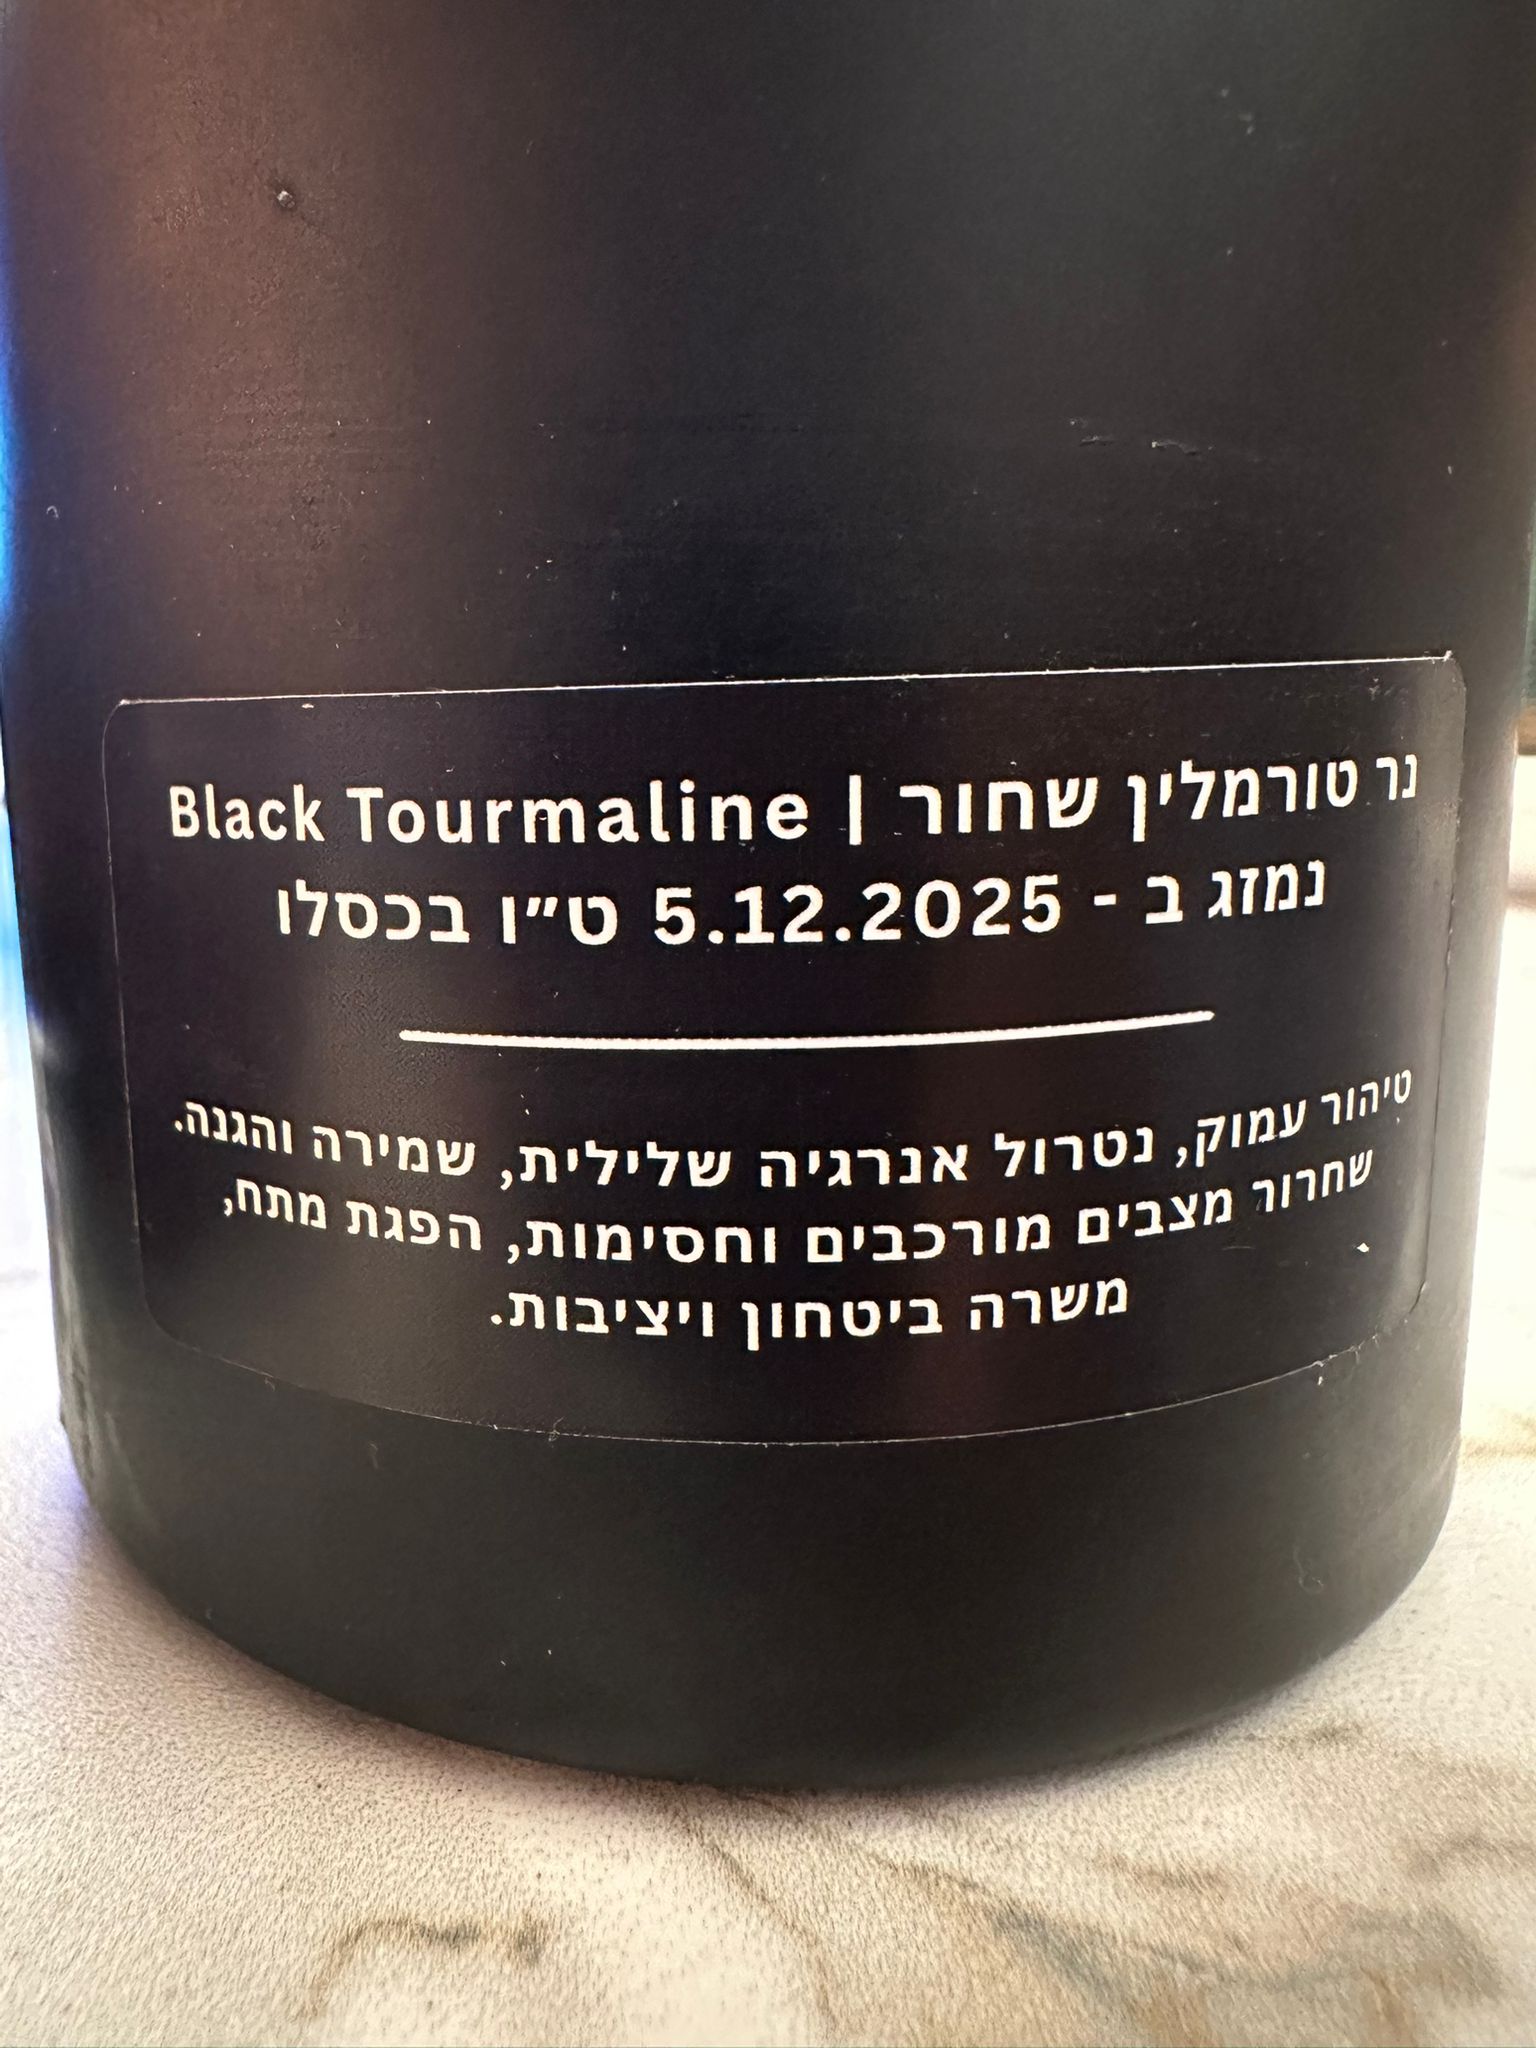 נר טורמלין שחור | Black Tourmaline
נמזג ב - 5.12.2025 ט״ו בכסלו
טיהור עמוק, נטרול אנרגיה שלילית, שמירה והגנה.
שחרור מצבים מורכבים וחסימות, הפגת מתח,
משרה ביטחון ויציבות.